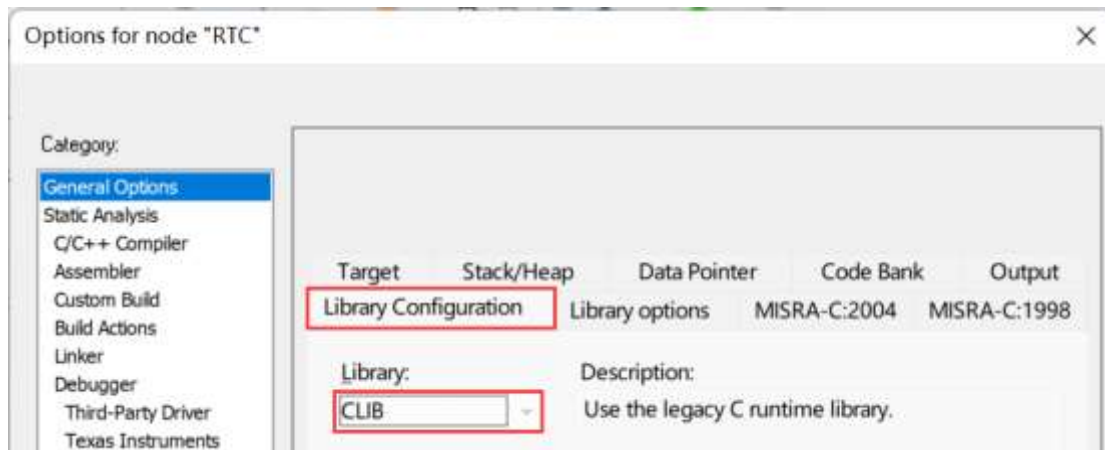 Options for node "RTC"
Category:
General Options
Static Analysis
C/C++ Compiler
Assembler
Custom Build
Build Actions
Linker
Debugger
Third-Party Driver
Texas Instruments
Target Stack/Heap Data Pointer Code Bank Output
Library Configuration Library options MISRA-C:2004 MISRA-C:1998
Library: Description:
CLIB Use the legacy C runtime library.